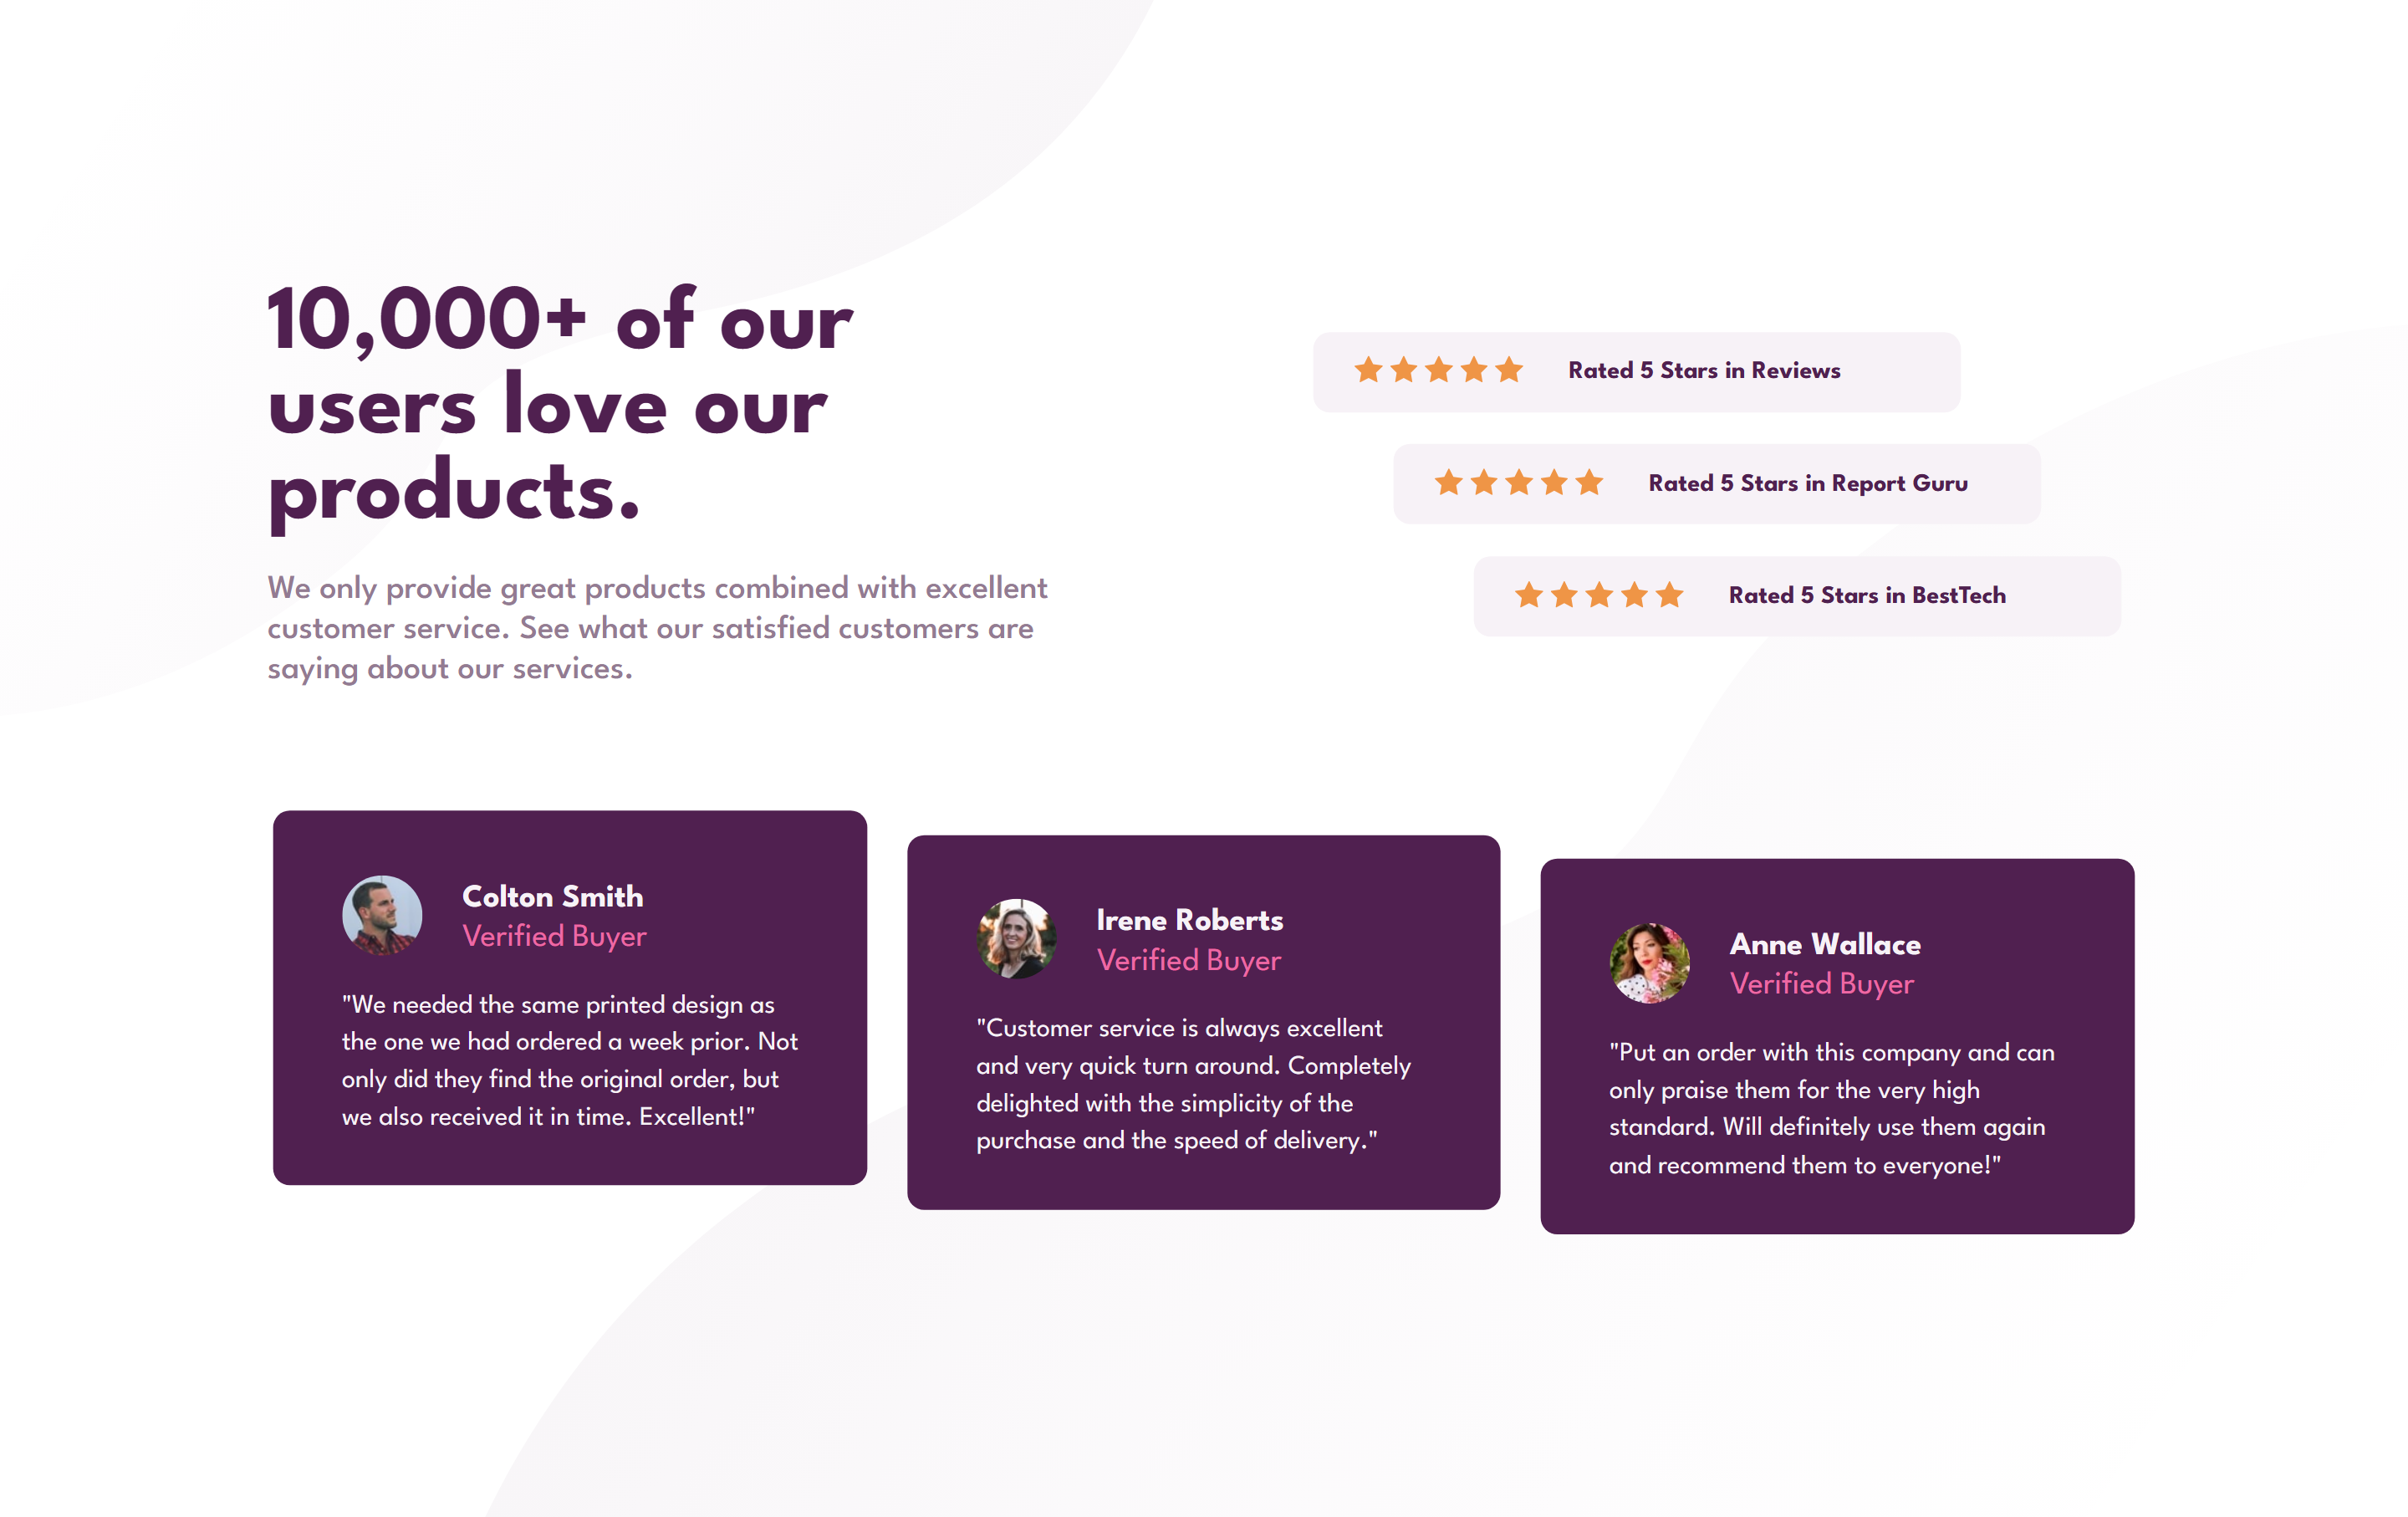 10,000+ of our
users love our
products.
We only provide great products combined with excellent
customer service. See what our satisfied customers are
saying about our services.
Rated 5 Stars in Reviews
Rated 5 Stars in Report Guru
Rated 5 Stars in BestTech
Colton Smith
Verified Buyer
"We needed the same printed design as
the one we had ordered a week prior. Not
only did they find the original order, but
we also received it in time. Excellent!"
Irene Roberts
Verified Buyer
"Customer service is always excellent
and very quick turn around. Completely
delighted with the simplicity of the
purchase and the speed of delivery."
Anne Wallace
Verified Buyer
"Put an order with this company and can
only praise them for the very high
standard. Will definitely use them again
and recommend them to everyone!"